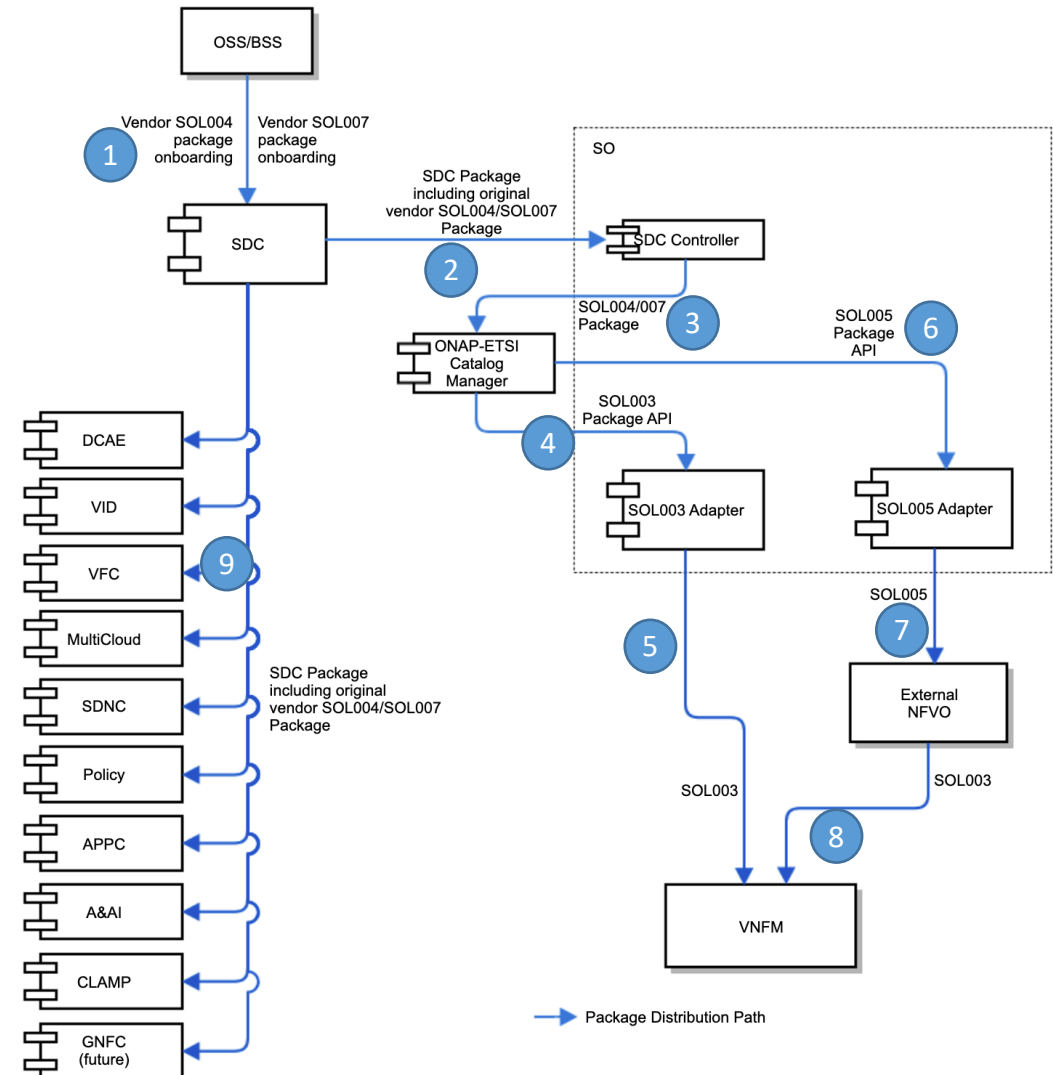 OSS/BSS
1
Vendor SOL004
package
onboarding
Vendor SOL007
package
onboarding
SO
SDC Package
including original
vendor SOL004/SOL007
Package
SDC
SDC Controller
2
SOL004/007
Package
3
SOL005
Package
API
6
ONAP-ETSI
Catalog
Manager
SOL003
Package API
4
DCAE
VID
SOL003 Adapter
SOL005 Adapter
VFC
9
SOL005
7
MultiCloud
5
SDC Package
including original
vendor SOL004/SOL007
Package
SDNC
External
NFVO
Policy
SOL003
SOL003
8
APPC
A&AI
VNFM
CLAMP
Package Distribution Path
GNFC
(future)